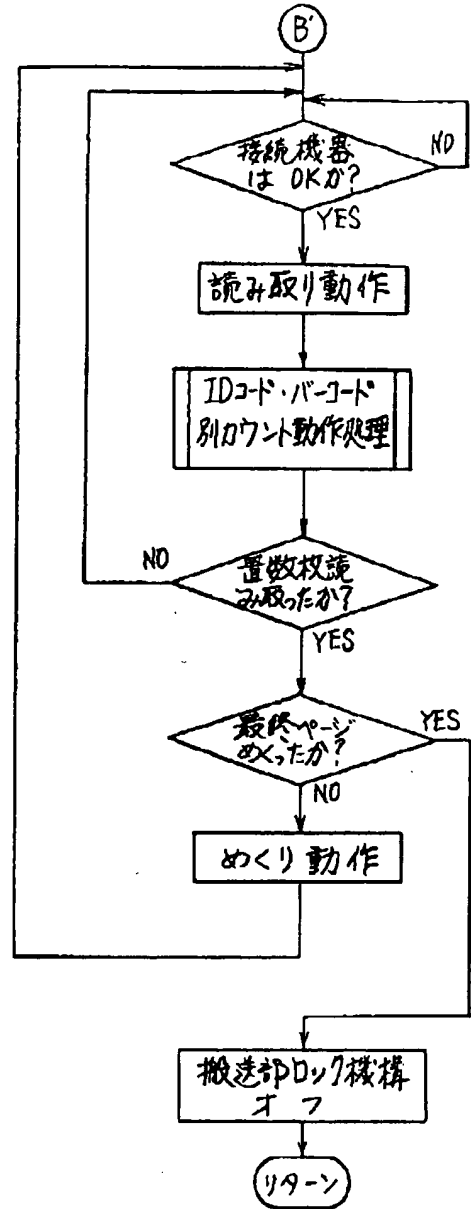 B'
接続機器
は OKか?
NO
YES
読み取り動作
IDコード・バーコード
別カウント動作処理
NO
置数枚読
み取ったか?
YES
最終ページ
めくったか?
YES
NO
めくり動作
搬送部ロック機構
オフ
リターン